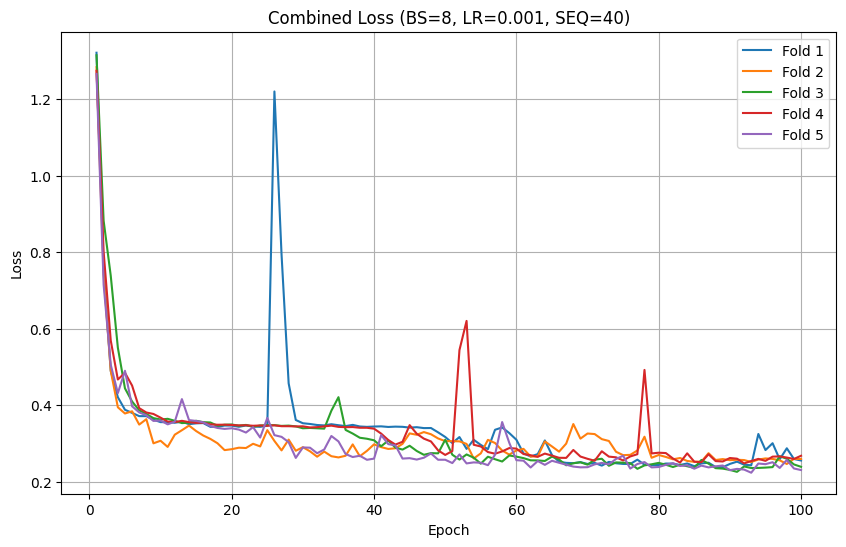 Combined Loss (BS=8, LR=0.001, SEQ=40)
Fold 1
Fold 2
Fold 3
Fold 4
Fold 5
Loss
1.2
1.0
0.8
0.6
0.4
0.2
0 20 40 60 80 100
Epoch